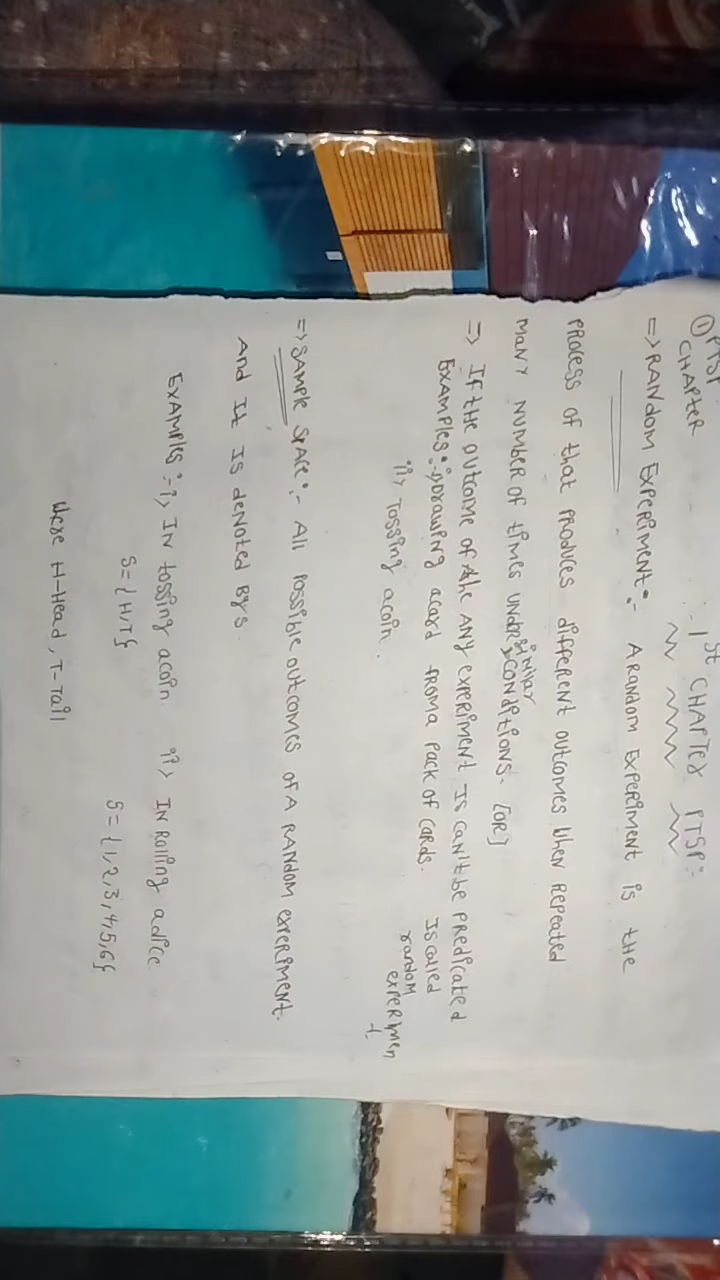 ① PTSP
CHAPTER
:- 1st CHAPTER PTSP:-
=> RANDOM EXPERIMENT:- A RANDOM EXPERIMENT is the
process of that produces different outcomes when Repeated
MANY NUMBER OF times UNDER similar CONDITIONS. [OR]
=> If the outcome of the ANY experiment Is can't be predicated
Is called random experiment
EXAMPLES:- i> Drawing a card from a Pack of cards.
ii> Tossing a coin.
=> SAMPLE SPACE:- All Possible outcomes of A RANDOM experiment.
And It Is deNoted By S.
EXAMPLES:- i> IN tossing a coin ii> IN Rolling a dice
S={H,T} S={1,2,3,4,5,6}
Were H-Head, T-Tail